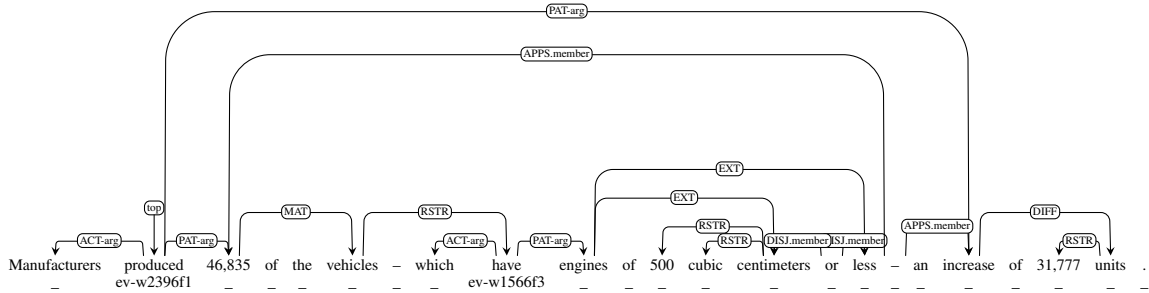 PAT-arg
APPS.member
EXT
EXT
top
MAT
RSTR
RSTR
APPS.member
DIFF
ACT-arg PAT-arg ACT-arg PAT-arg RSTR DISJ.member ISJ.member RSTR
Manufacturers produced 46,835 of the vehicles – which have engines of 500 cubic centimeters or less – an increase of 31,777 units .
_ ev-w2396f1 _ _ _ _ _ _ ev-w1566f3 _ _ _ _ _ _ _ _ _ _ _ _ _ _